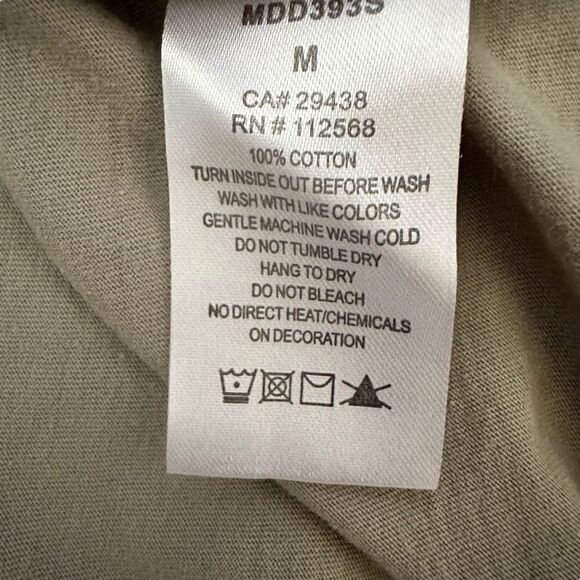 MDD393S
M
CA# 29438
RN # 112568
100% COTTON
TURN INSIDE OUT BEFORE WASH
WASH WITH LIKE COLORS
GENTLE MACHINE WASH COLD
DO NOT TUMBLE DRY
HANG TO DRY
DO NOT BLEACH
NO DIRECT HEAT/CHEMICALS
ON DECORATION